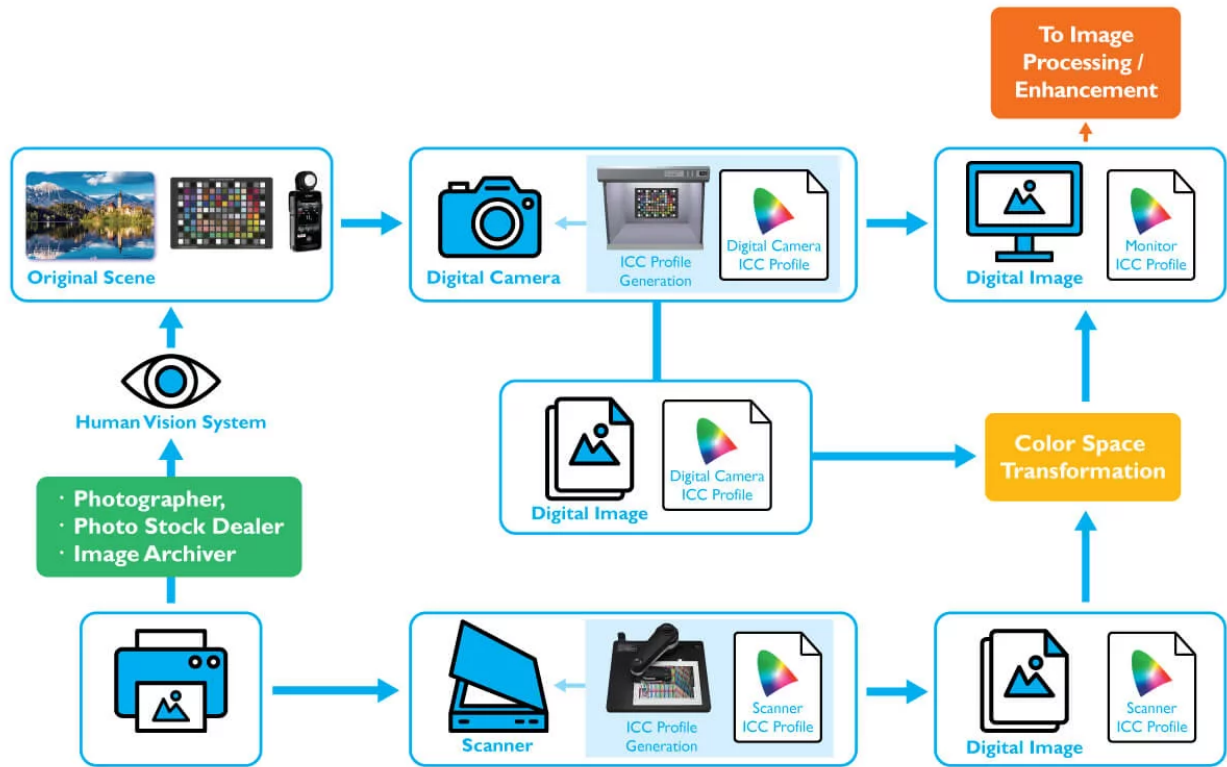 To Image
Processing /
Enhancement
Original Scene
Digital Camera
ICC Profile
Generation
Digital Camera
ICC Profile
Digital Image
Monitor
ICC Profile
Human Vision System
· Photographer,
· Photo Stock Dealer
· Image Archiver
Digital Image
Digital Camera
ICC Profile
Color Space
Transformation
Scanner
ICC Profile
Generation
Scanner
ICC Profile
Digital Image
Scanner
ICC Profile